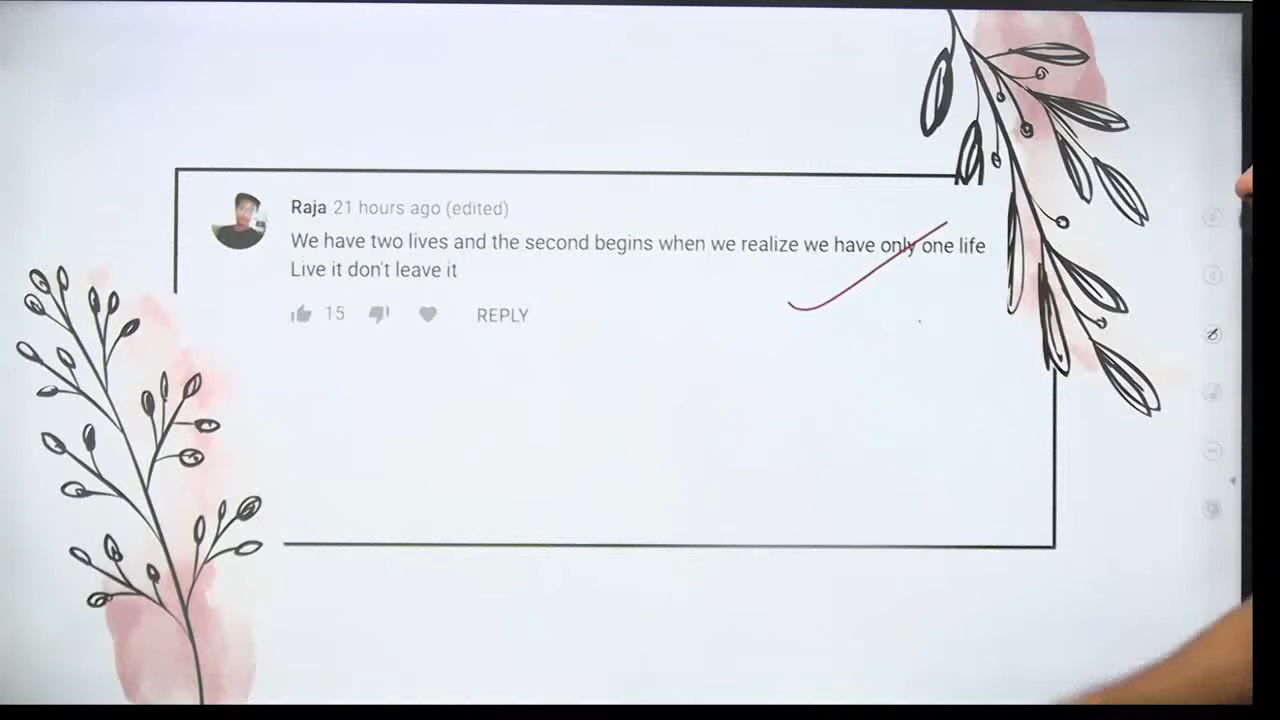 Raja 21 hours ago (edited)
We have two lives and the second begins when we realize we have only one life
Live it don't leave it
15 REPLY